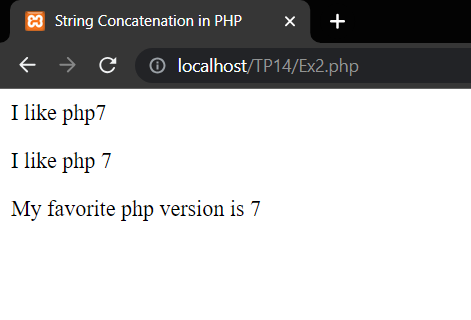 String Concatenation in PHP
localhost/TP14/Ex2.php
I like php7
I like php 7
My favorite php version is 7